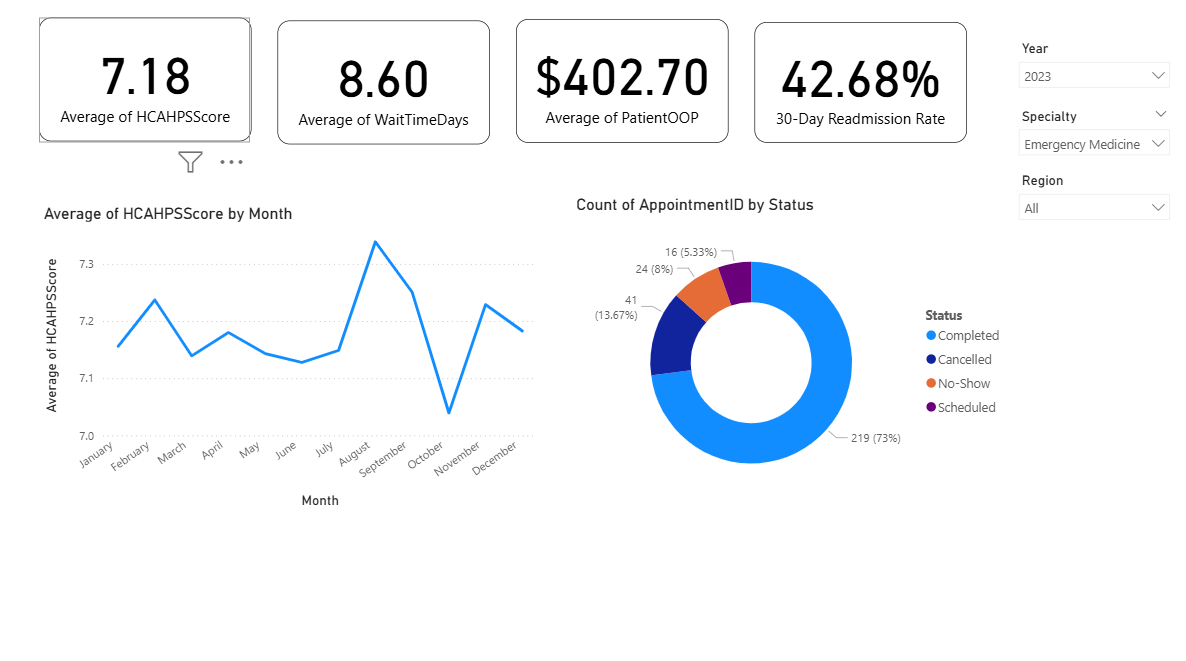 7.18
Average of HCAHPSScore
8.60
Average of WaitTimeDays
$402.70
Average of PatientOOP
42.68%
30-Day Readmission Rate
Year
2023
Specialty
Emergency Medicine
Region
All
Average of HCAHPSScore by Month
Average of HCAHPSScore
7.3
7.2
7.1
7.0
January
February
March
April
May
June
July
August
September
October
November
December
Month
Count of AppointmentID by Status
16 (5.33%)
24 (8%)
41
(13.67%)
219 (73%)
Status
Completed
Cancelled
No-Show
Scheduled